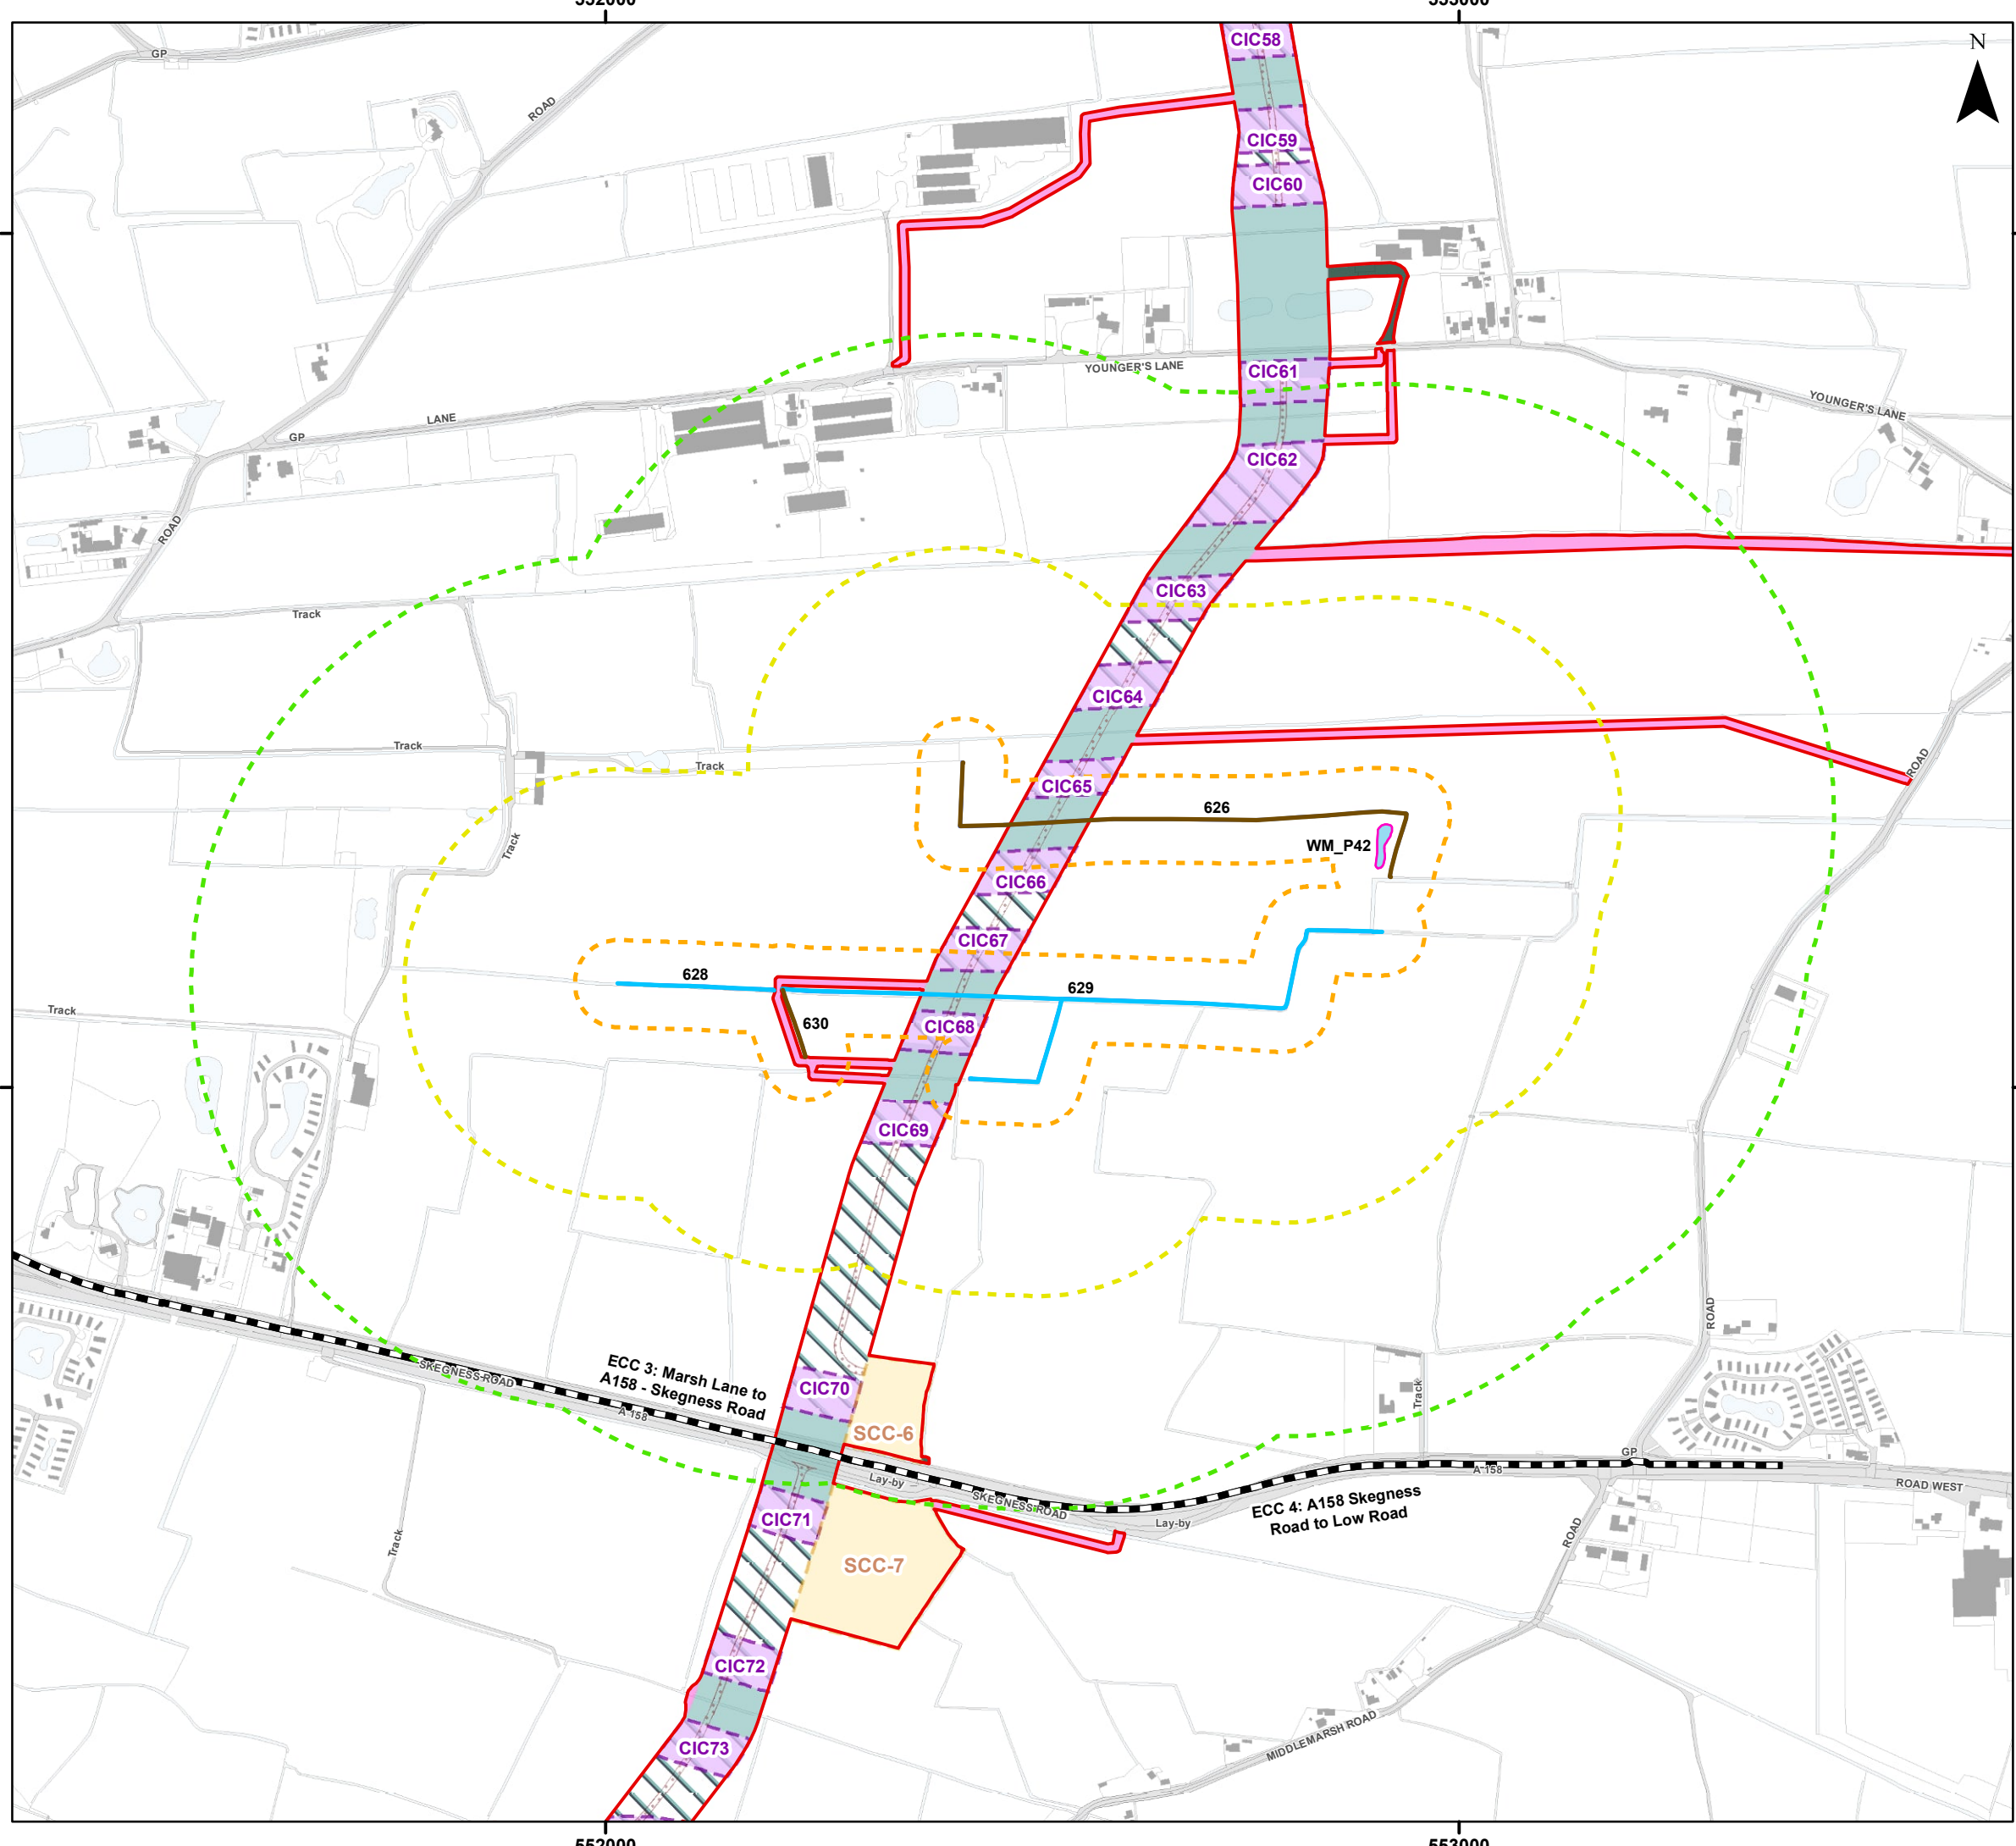 552000
553000
N
CIC58
GP
ROAD
CIC59
CIC60
YOUNGER'S LANE
CIC61
YOUNGER'S LANE
LANE
GP
CIC62
ROAD
CIC63
Track
CIC64
Track
Track
ROAD
CIC65
626
Track
WM_P42
CIC66
CIC67
628
629
Track
630
CIC68
CIC69
ROAD
ECC 3: Marsh Lane to
A158 - Skegness Road
SKEGNESS ROAD
CIC70
Track
A 158
SCC-6
GP
A 158
Lay-by
ROAD WEST
SKEGNESS ROAD
ECC 4: A158 Skegness
Road to Low Road
CIC71
Lay-by
ROAD
Track
SCC-7
CIC72
MIDDLEMARSH ROAD
CIC73
552000
553000